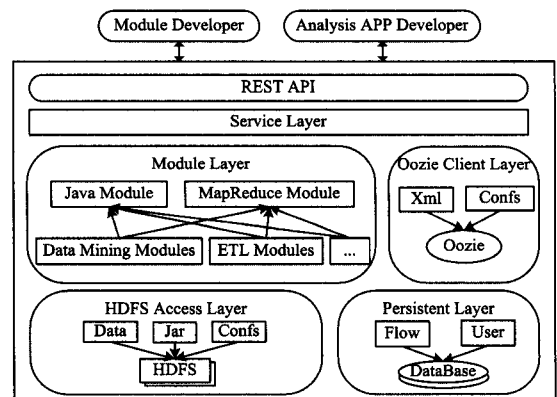 Module Developer
Analysis APP Developer
REST API
Service Layer
Module Layer
Java Module
MapReduce Module
Data Mining Modules
ETL Modules
...
Oozie Client Layer
Xml
Confs
Oozie
HDFS Access Layer
Data
Jar
Confs
HDFS
Persistent Layer
Flow
User
DataBase